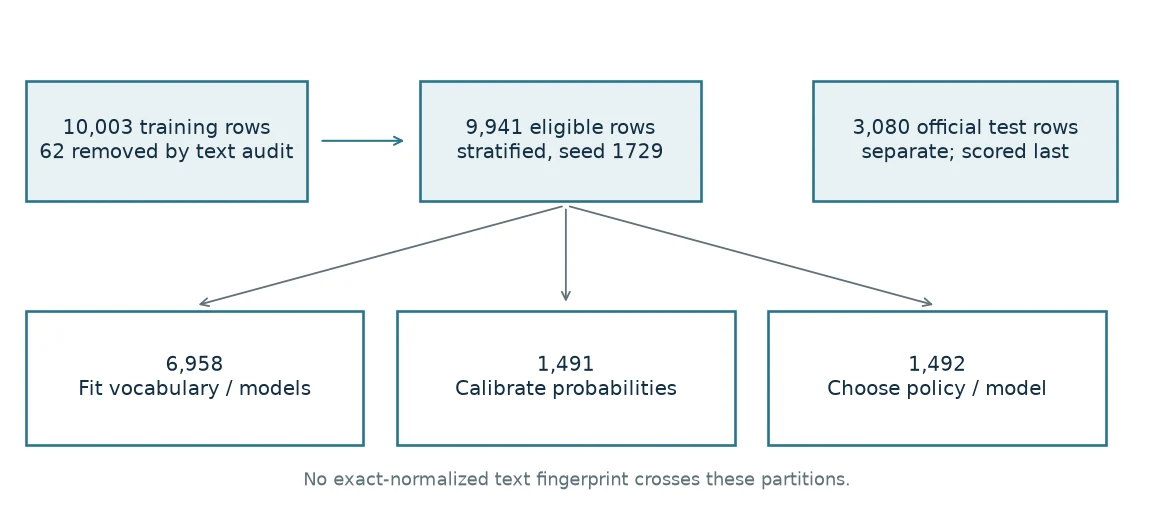 10,003 training rows
62 removed by text audit
9,941 eligible rows
stratified, seed 1729
3,080 official test rows
separate; scored last
6,958
Fit vocabulary / models
1,491
Calibrate probabilities
1,492
Choose policy / model
No exact-normalized text fingerprint crosses these partitions.